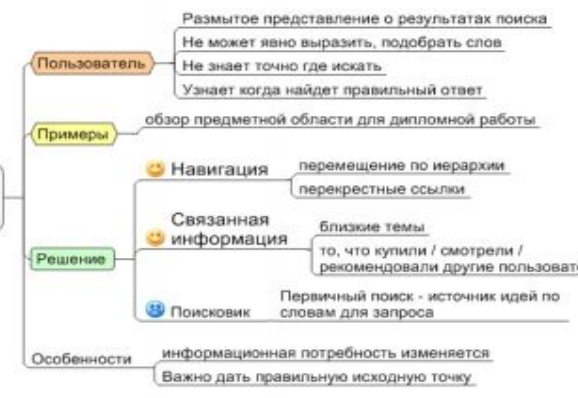 Размытое представление о результатах поиска
Не может явно выразить, подобрать слов
Пользователь
Не знает точно где искать
Узнает когда найдет правильный ответ
Примеры
обзор предметной области для дипломной работы
Навигация
перемещение по иерархии
перекрестные ссылки
Связанная
информация
близкие темы
то, что купили / смотрели /
рекомендовали другие пользоват
Решение
Поисковик
Первичный поиск - источник идей по
словам для запроса
Особенности
информационная потребность изменяется
Важно дать правильную исходную точку